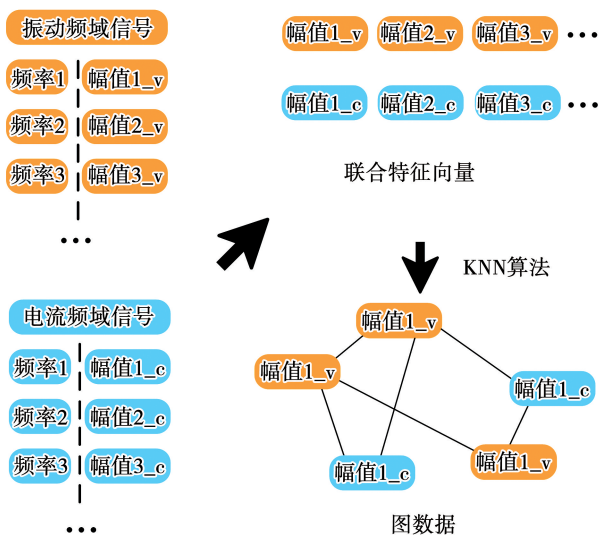 振动频域信号
频率1 幅值1_v
频率2 幅值2_v
频率3 幅值3_v
...
电流频域信号
频率1 幅值1_c
频率2 幅值2_c
频率3 幅值3_c
...
幅值1_v 幅值2_v 幅值3_v ...
幅值1_c 幅值2_c 幅值3_c ...
联合特征向量
KNN算法
幅值1_v
幅值1_v
幅值1_c
幅值1_v
幅值1_c
图数据